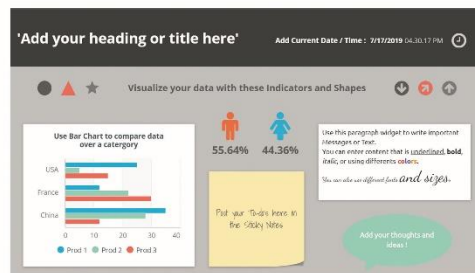 'Add your heading or title here'
Add Current Date / Time : 7/17/2019 04.30.17 PM
Visualize your data with these Indicators and Shapes
Use Bar Chart to compare data
over a catergory
USA
France
China
0 10 20 30 40
Prod 1 Prod 2 Prod 3
55.64% 44.36%
Post your To-do's here in
the Sticky Notes
Use this paragraph widget to write important
Messages or Text.
You can enter content that is underlined, bold,
italic, or using differents colors.
You can also use different fonts and sizes.
Add your thoughts and
ideas !